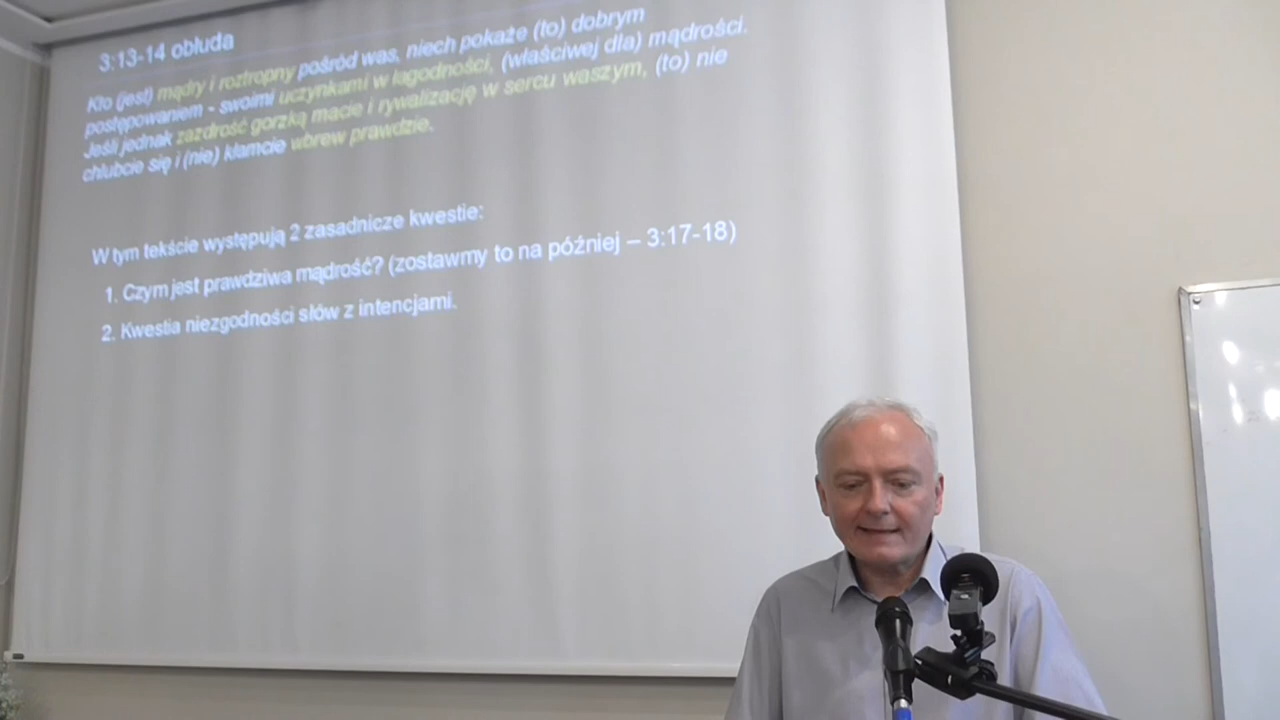 3:13-14 obłuda
Kto (jest) mądry i roztropny pośród was, niech pokaże (to) dobrym
postępowaniem - swoimi uczynkami w łagodności, (właściwej dla) mądrości.
Jeśli jednak zazdrość gorzką macie i rywalizację w sercu waszym, (to) nie
chlubcie się i (nie) kłamcie wbrew prawdzie.
W tym tekście występują 2 zasadnicze kwestie:
1. Czym jest prawdziwa mądrość? (zostawmy to na później – 3:17-18)
2. Kwestia niezgodności słów z intencjami.